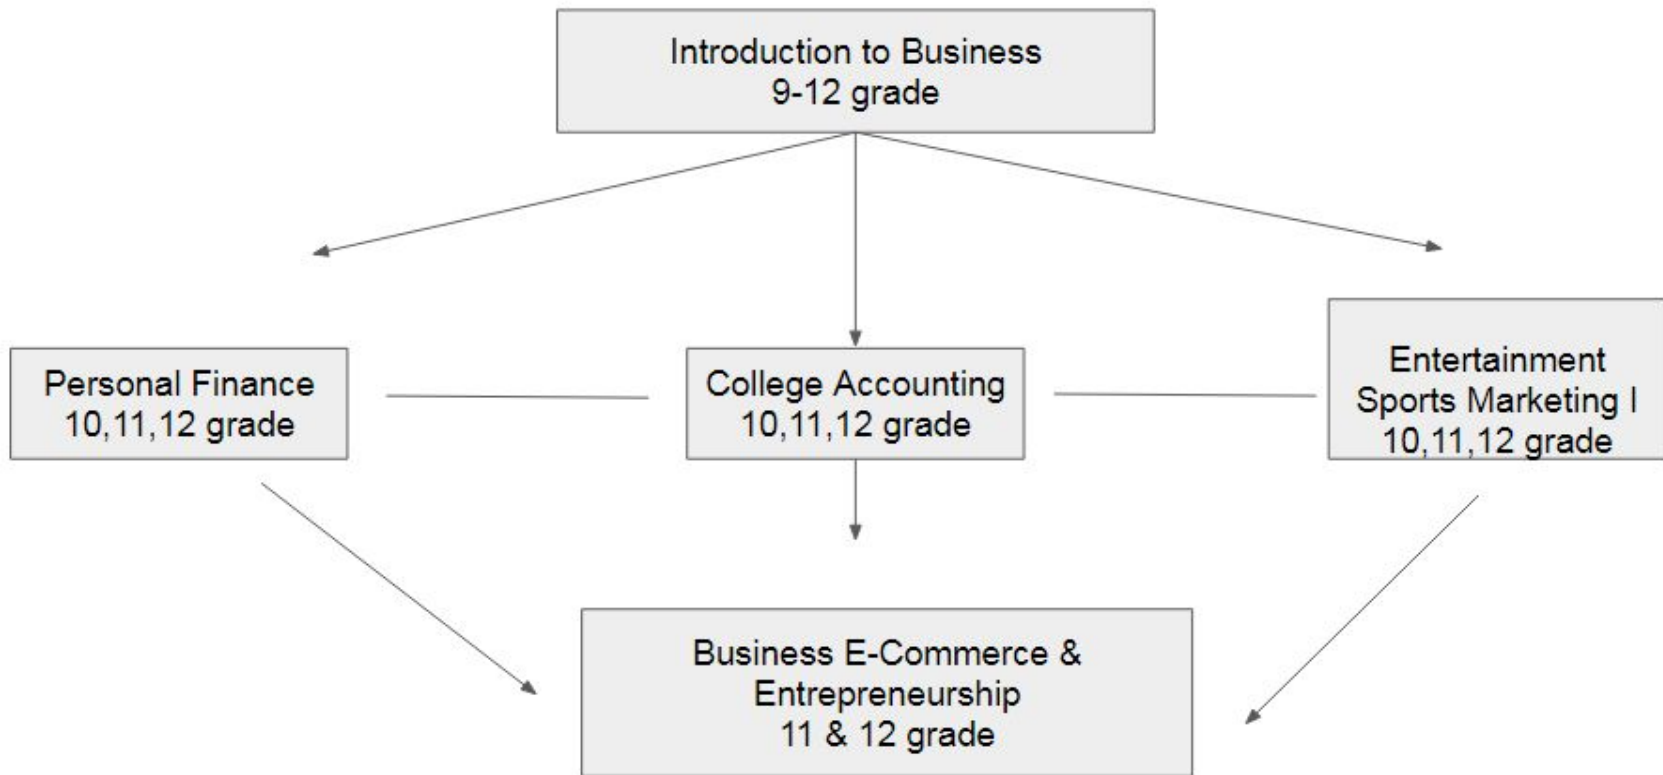 Introduction to Business
9-12 grade
Personal Finance
10,11,12 grade
College Accounting
10,11,12 grade
Entertainment
Sports Marketing I
10,11,12 grade
Business E-Commerce &
Entrepreneurship
11 & 12 grade